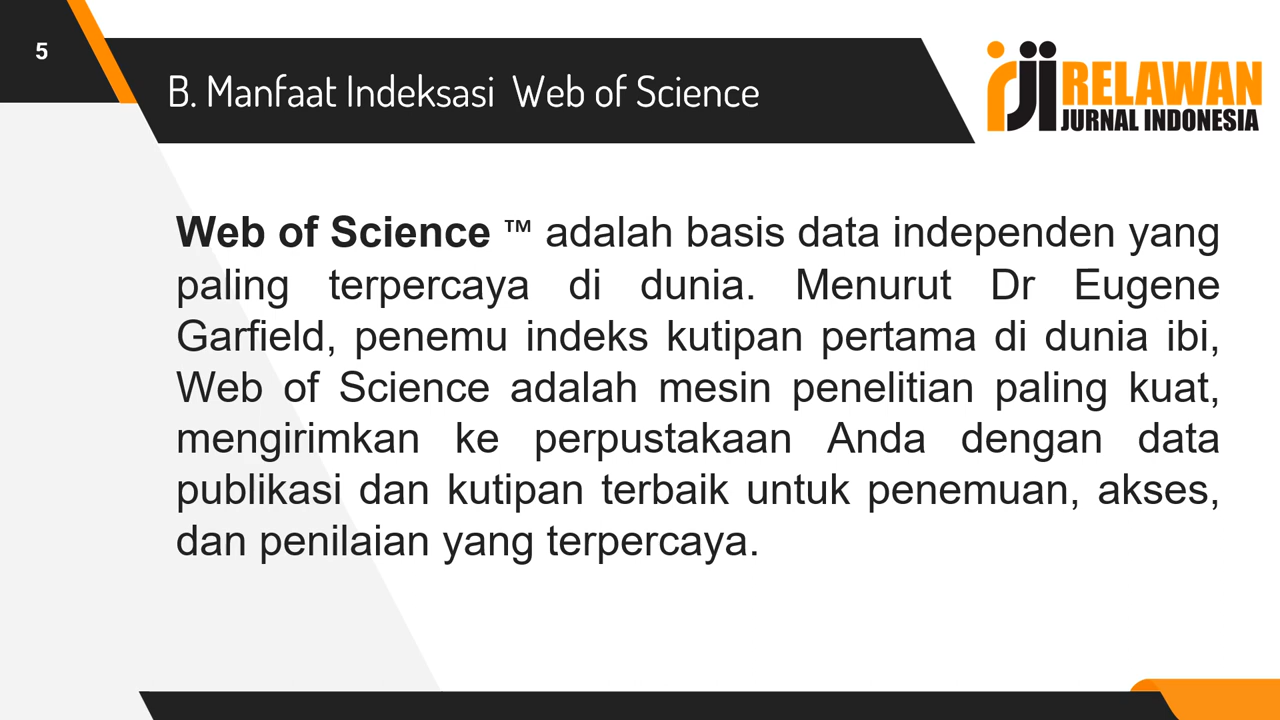 5
B. Manfaat Indeksasi Web of Science
RELAWAN
JURNAL INDONESIA
Web of Science ™ adalah basis data independen yang
paling terpercaya di dunia. Menurut Dr Eugene
Garfield, penemu indeks kutipan pertama di dunia ibi,
Web of Science adalah mesin penelitian paling kuat,
mengirimkan ke perpustakaan Anda dengan data
publikasi dan kutipan terbaik untuk penemuan, akses,
dan penilaian yang terpercaya.